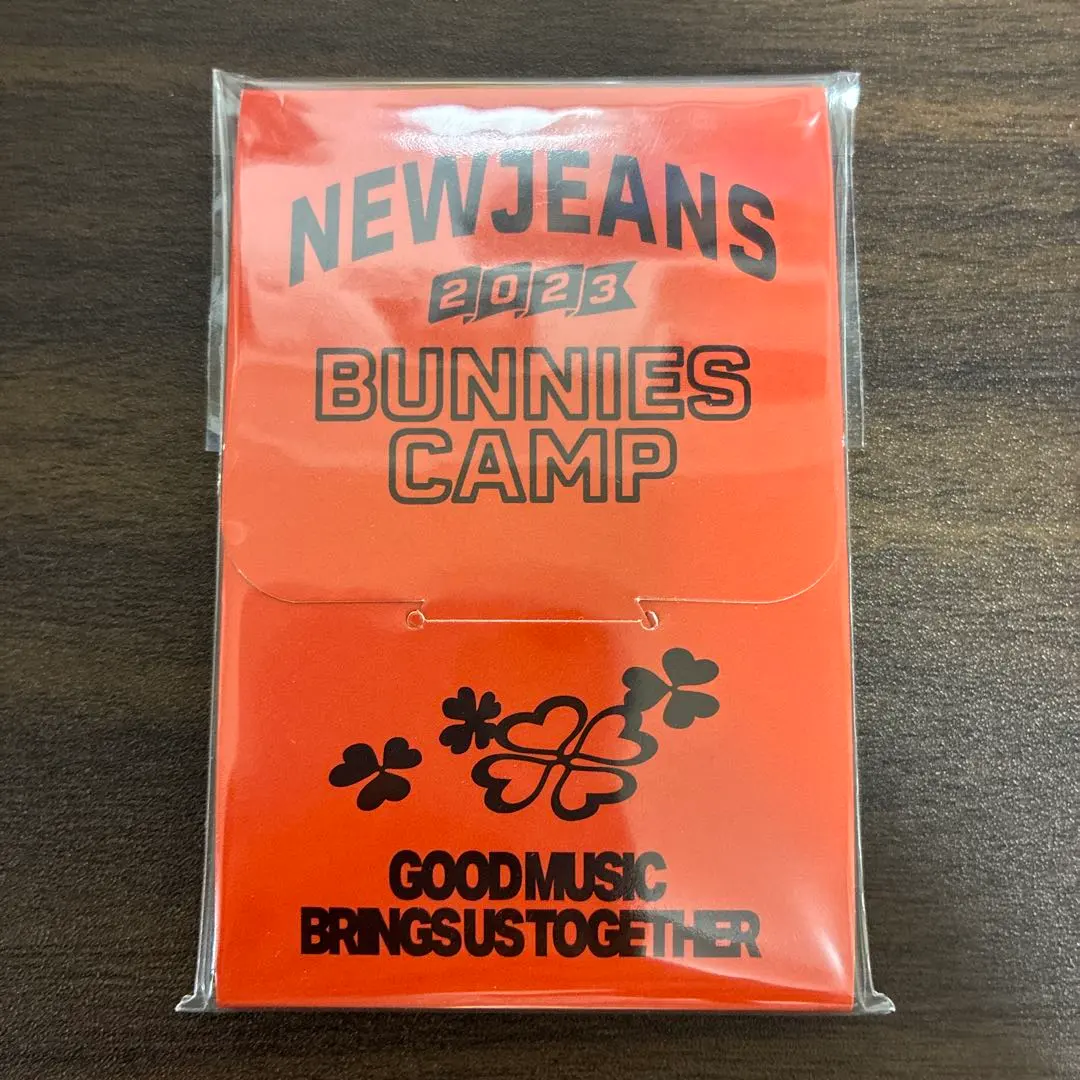 NEWJEANS
2023
BUNNIES
CAMP
GOOD MUSIC
BRINGS US TOGETHER